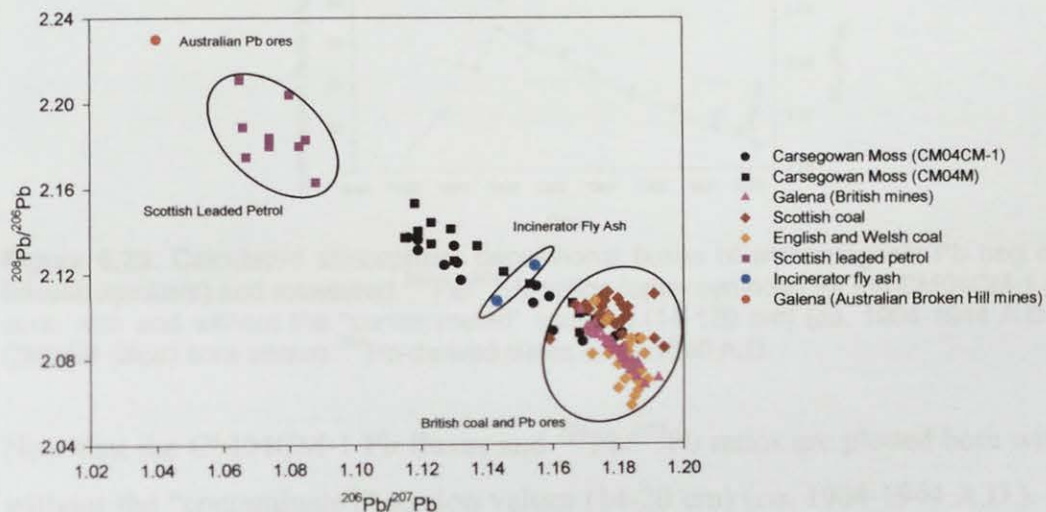 2.24
2.20
2.16
2.12
2.08
2.04
²⁰⁸Pb/²⁰⁶Pb
Australian Pb ores
Scottish Leaded Petrol
Incinerator Fly Ash
British coal and Pb ores
1.02 1.04 1.06 1.08 1.10 1.12 1.14 1.16 1.18 1.20
²⁰⁶Pb/²⁰⁷Pb
Carsegowan Moss (CM04CM-1)
Carsegowan Moss (CM04M)
Galena (British mines)
Scottish coal
English and Welsh coal
Scottish leaded petrol
Incinerator fly ash
Galena (Australian Broken Hill mines)